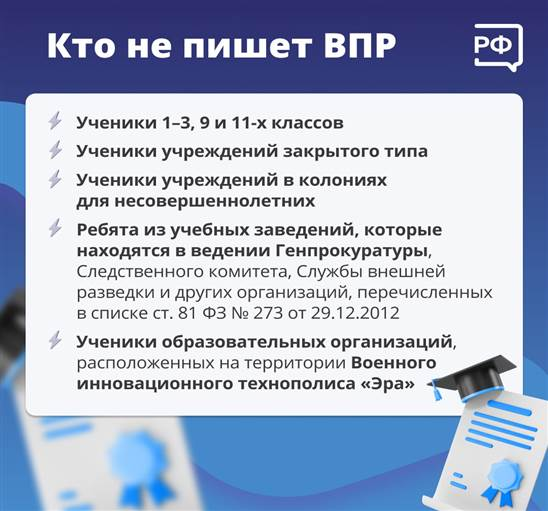 Кто не пишет ВПР
РФ
Ученики 1–3, 9 и 11-х классов
Ученики учреждений закрытого типа
Ученики учреждений в колониях
для несовершеннолетних
Ребята из учебных заведений, которые
находятся в ведении Генпрокуратуры,
Следственного комитета, Службы внешней
разведки и других организаций, перечисленных
в списке ст. 81 ФЗ № 273 от 29.12.2012
Ученики образовательных организаций,
расположенных на территории Военного
инновационного технополиса «Эра»